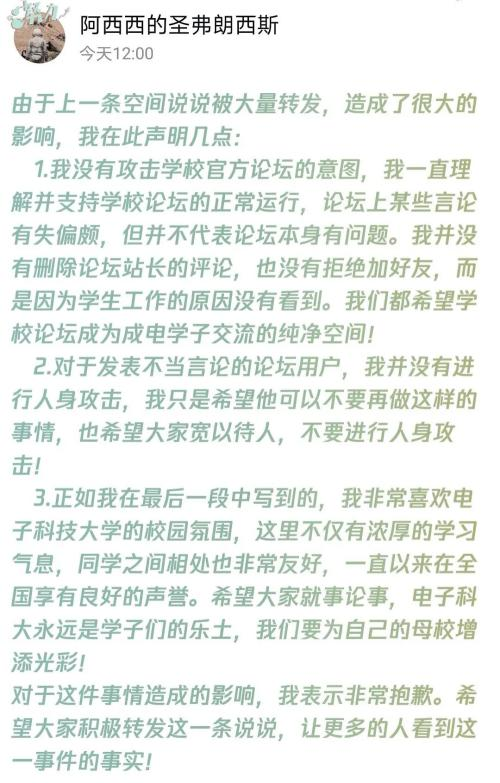 阿西西的圣弗朗西斯
今天12:00
由于上一条空间说说被大量转发，造成了很大的
影响，我在此声明几点：
1.我没有攻击学校官方论坛的意图，我一直理
解并支持学校论坛的正常运行，论坛上某些言论
有失偏颇，但并不代表论坛本身有问题。我并没
有删除论坛站长的评论，也没有拒绝加好友，而
是因为学生工作的原因没有看到。我们都希望学
校论坛成为成电学子交流的纯净空间！
2.对于发表不当言论的论坛用户，我并没有进
行人身攻击，我只是希望他可以不要再做这样的
事情，也希望大家宽以待人，不要进行人身攻
击！
3.正如我在最后一段中写到的，我非常喜欢电
子科技大学的校园氛围，这里不仅有浓厚的学习
气息，同学之间相处也非常友好，一直以来在全
国享有良好的声誉。希望大家就事论事，电子科
大永远是学子们的乐土，我们要为自己的母校增
添光彩！
对于这件事情造成的影响，我表示非常抱歉。希
望大家积极转发这一条说说，让更多的人看到这
一事件的事实！